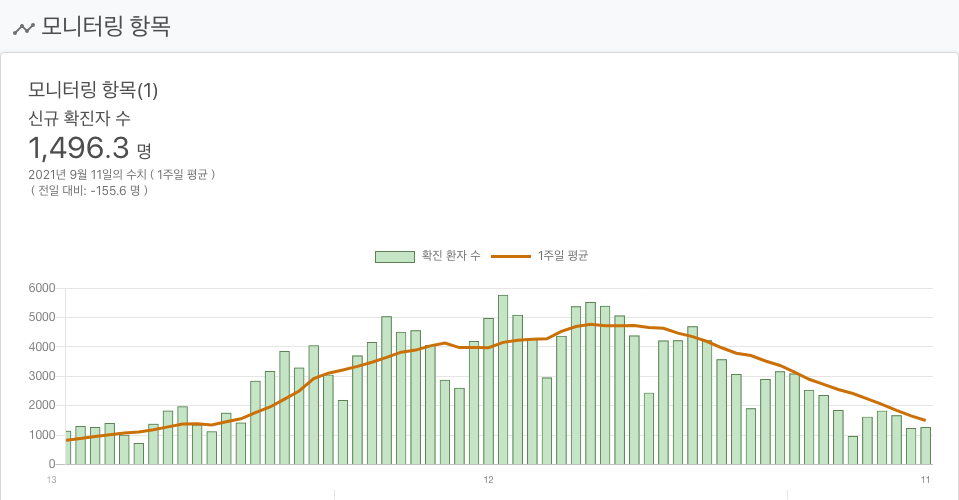 모니터링 항목
모니터링 항목(1)
신규 확진자 수
1,496.3 명
2021년 9월 11일의 수치 ( 1주일 평균 )
( 전일 대비: -155.6 명 )
확진 환자 수 1주일 평균
6000
5000
4000
3000
2000
1000
0
13 12 11